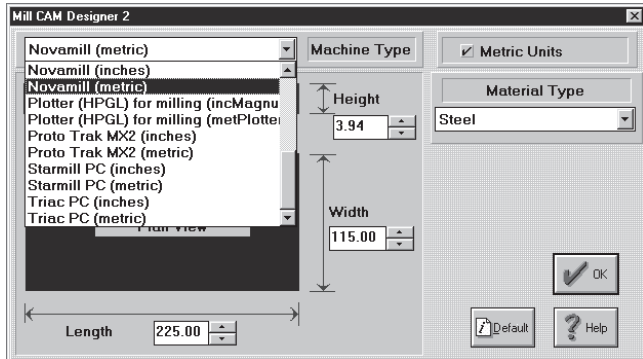 Mill CAM Designer 2
Novamill (metric)
Machine Type
Metric Units
Novamill (inches)
Novamill (metric)
Plotter (HPGL) for milling (incMagnu
Plotter (HPGL) for milling (metPlotter
Proto Trak MX2 (inches)
Proto Trak MX2 (metric)
Starmill PC (inches)
Starmill PC (metric)
Triac PC (inches)
Triac PC (metric)
Plan View
Height
3.94
Material Type
Steel
Width
115.00
Length
225.00
OK
Default
Help